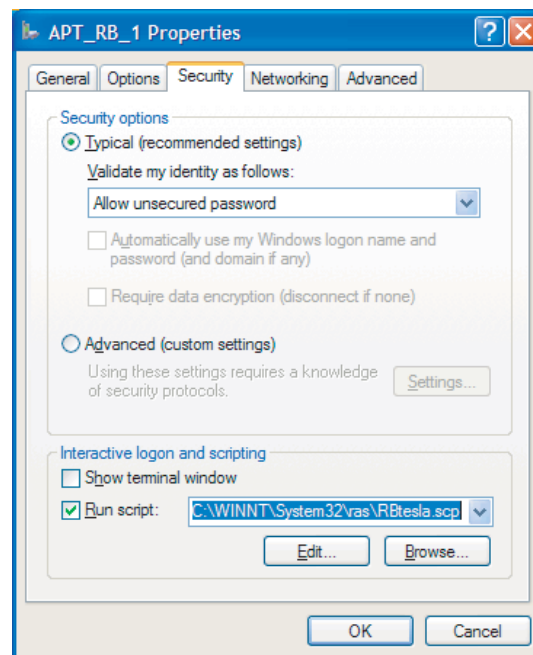 APT_RB_1 Properties
General Options Security Networking Advanced
Security options
Typical (recommended settings)
Validate my identity as follows:
Allow unsecured password
Automatically use my Windows logon name and
password (and domain if any)
Require data encryption (disconnect if none)
Advanced (custom settings)
Using these settings requires a knowledge
of security protocols.
Settings...
Interactive logon and scripting
Show terminal window
Run script: C:\WINNT\System32\ras\RBtesla.scp
Edit... Browse...
OK Cancel